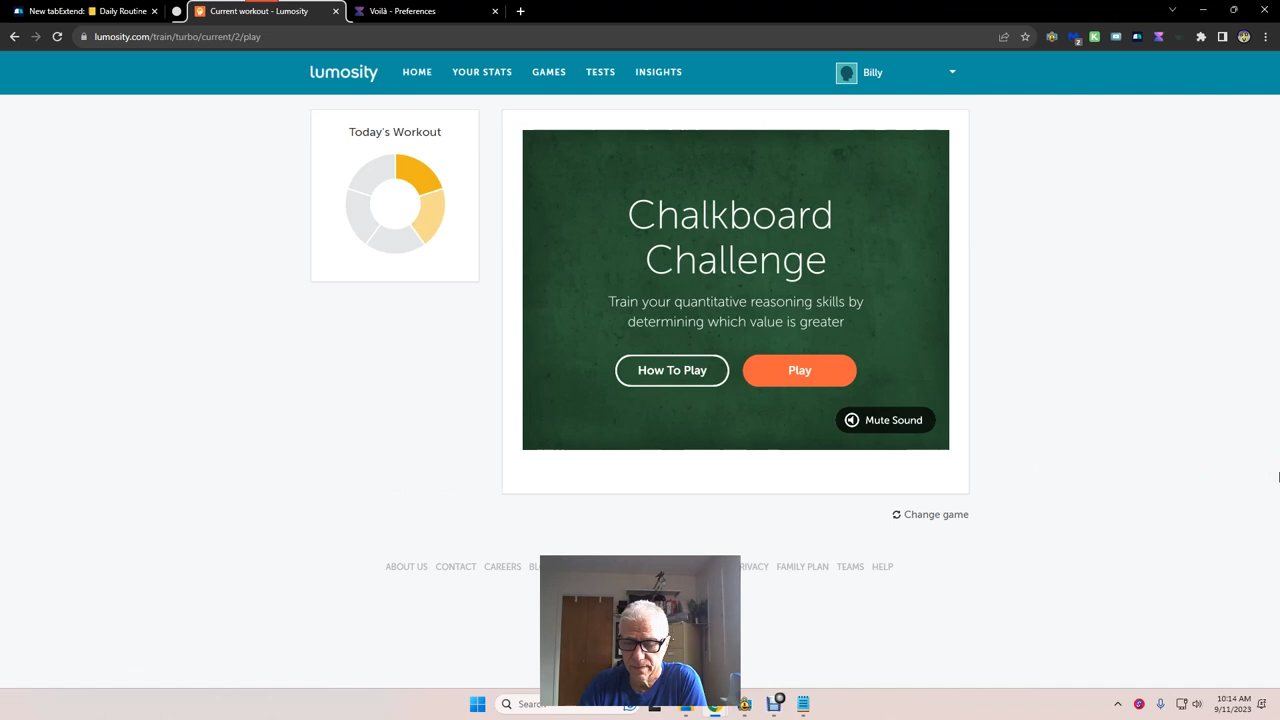 New tabExtend: Dail
Daily Routine
Current workout - Lumosity
Voilà - Preferences
lumosity.com/train/turbo/current/2/play
2
lumosity
HOME
YOUR STATS
GAMES
TESTS
INSIGHTS
Billy
Today's Workout
Chalkboard
Challenge
Train your quantitative reasoning skills by
determining which value is greater
How To Play
Play
Mute Sound
Change game
ABOUT US
CONTACT
CAREERS
FAMILY PLAN
TEAMS
HELP
Search
10:14 AM
9/11/2023